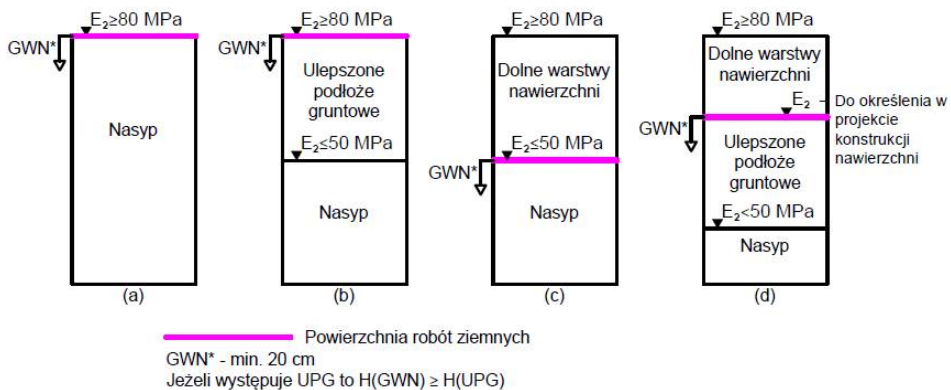 E₂≥80 MPa
GWN*
Nasyp
(a)
E₂≥80 MPa
GWN*
Ulepszone
podłoże
gruntowe
E₂≤50 MPa
Nasyp
(b)
E₂≥80 MPa
Dolne warstwy
nawierzchni
E₂≤50 MPa
GWN*
Nasyp
(c)
E₂≥80 MPa
Dolne warstwy
nawierzchni
E₂ - Do określenia w
projekcie
konstrukcji
nawierzchni
GWN*
Ulepszone
podłoże
gruntowe
E₂<50 MPa
Nasyp
(d)
Powierzchnia robót ziemnych
GWN* - min. 20 cm
Jeżeli występuje UPG to H(GWN) ≥ H(UPG)